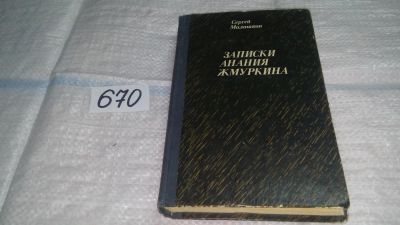 Сергей
Малашкин
ЗАПИСКИ
АНАНИЯ
ЖМУРКИНА
670